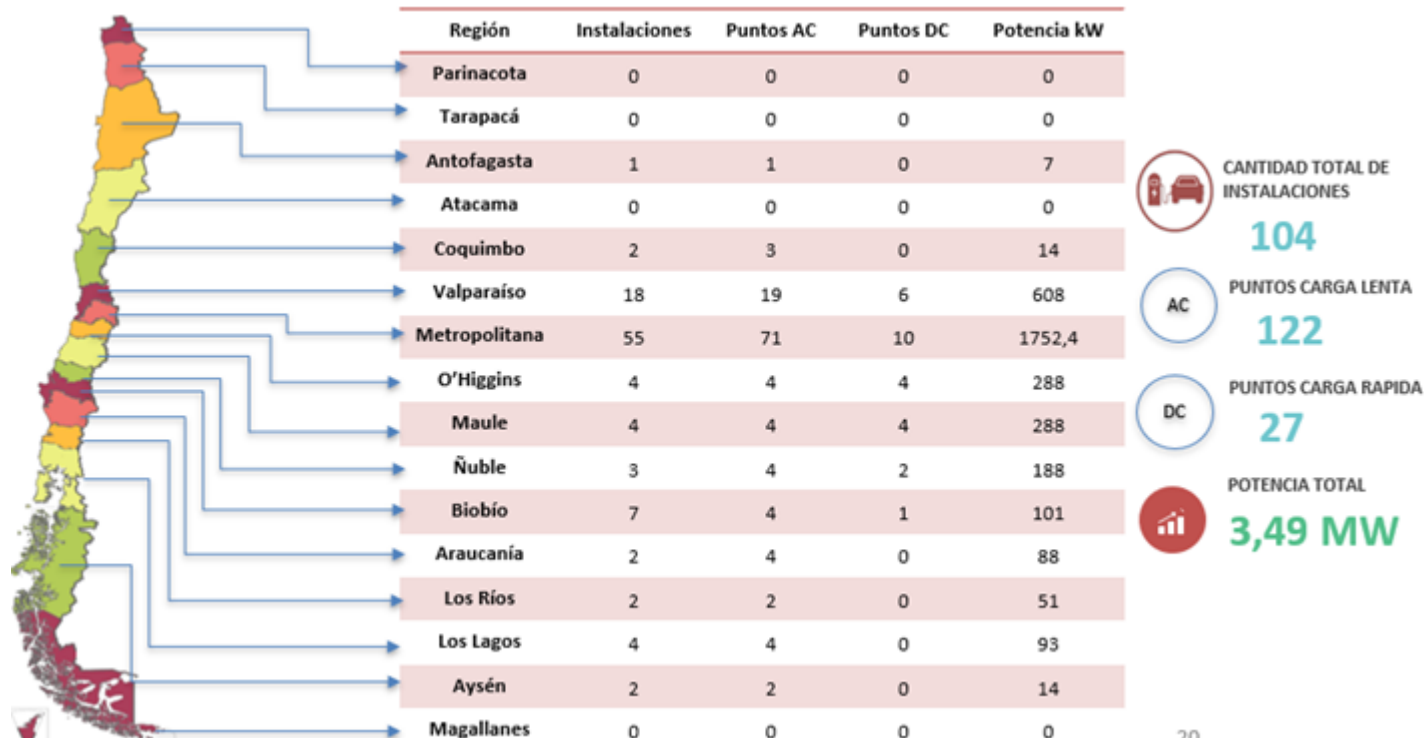 Región Instalaciones Puntos AC Puntos DC Potencia kW
Parinacota 0 0 0 0
Tarapacá 0 0 0 0
Antofagasta 1 1 0 7
Atacama 0 0 0 0
Coquimbo 2 3 0 14
Valparaíso 18 19 6 608
Metropolitana 55 71 10 1752,4
O'Higgins 4 4 4 288
Maule 4 4 4 288
Ñuble 3 4 2 188
Biobío 7 4 1 101
Araucanía 2 4 0 88
Los Ríos 2 2 0 51
Los Lagos 4 4 0 93
Aysén 2 2 0 14
Magallanes 0 0 0 0
CANTIDAD TOTAL DE
INSTALACIONES
104
AC
PUNTOS CARGA LENTA
122
DC
PUNTOS CARGA RAPIDA
27
POTENCIA TOTAL
3,49 MW
20